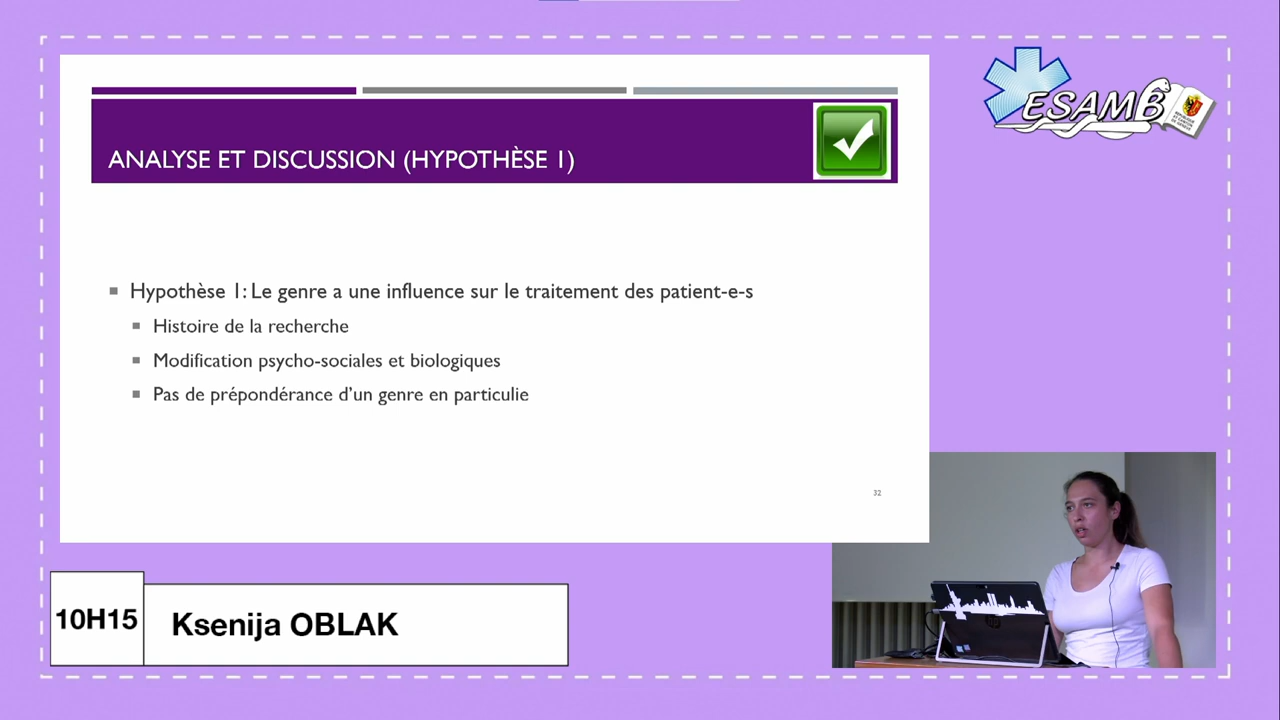 ANALYSE ET DISCUSSION (HYPOTHÈSE 1)
Hypothèse 1: Le genre a une influence sur le traitement des patient-e-s
Histoire de la recherche
Modification psycho-sociales et biologiques
Pas de prépondérance d'un genre en particulie
32
ESAMB
10H15
Ksenija OBLAK